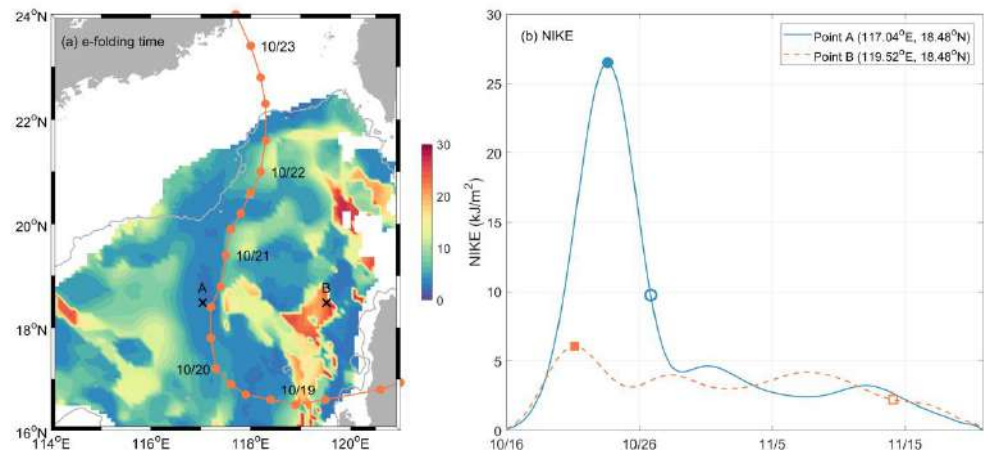 (a) e-folding time
24°N
22°N
20°N
18°N
16°N
114°E
116°E
118°E
120°E
10/23
10/22
10/21
10/20
10/19
A
B
30
20
10
0
(b) NIKE
Point A (117.04°E, 18.48°N)
Point B (119.52°E, 18.48°N)
NIKE (kJ/m²)
30
25
20
15
10
5
0
10/16
10/26
11/5
11/15